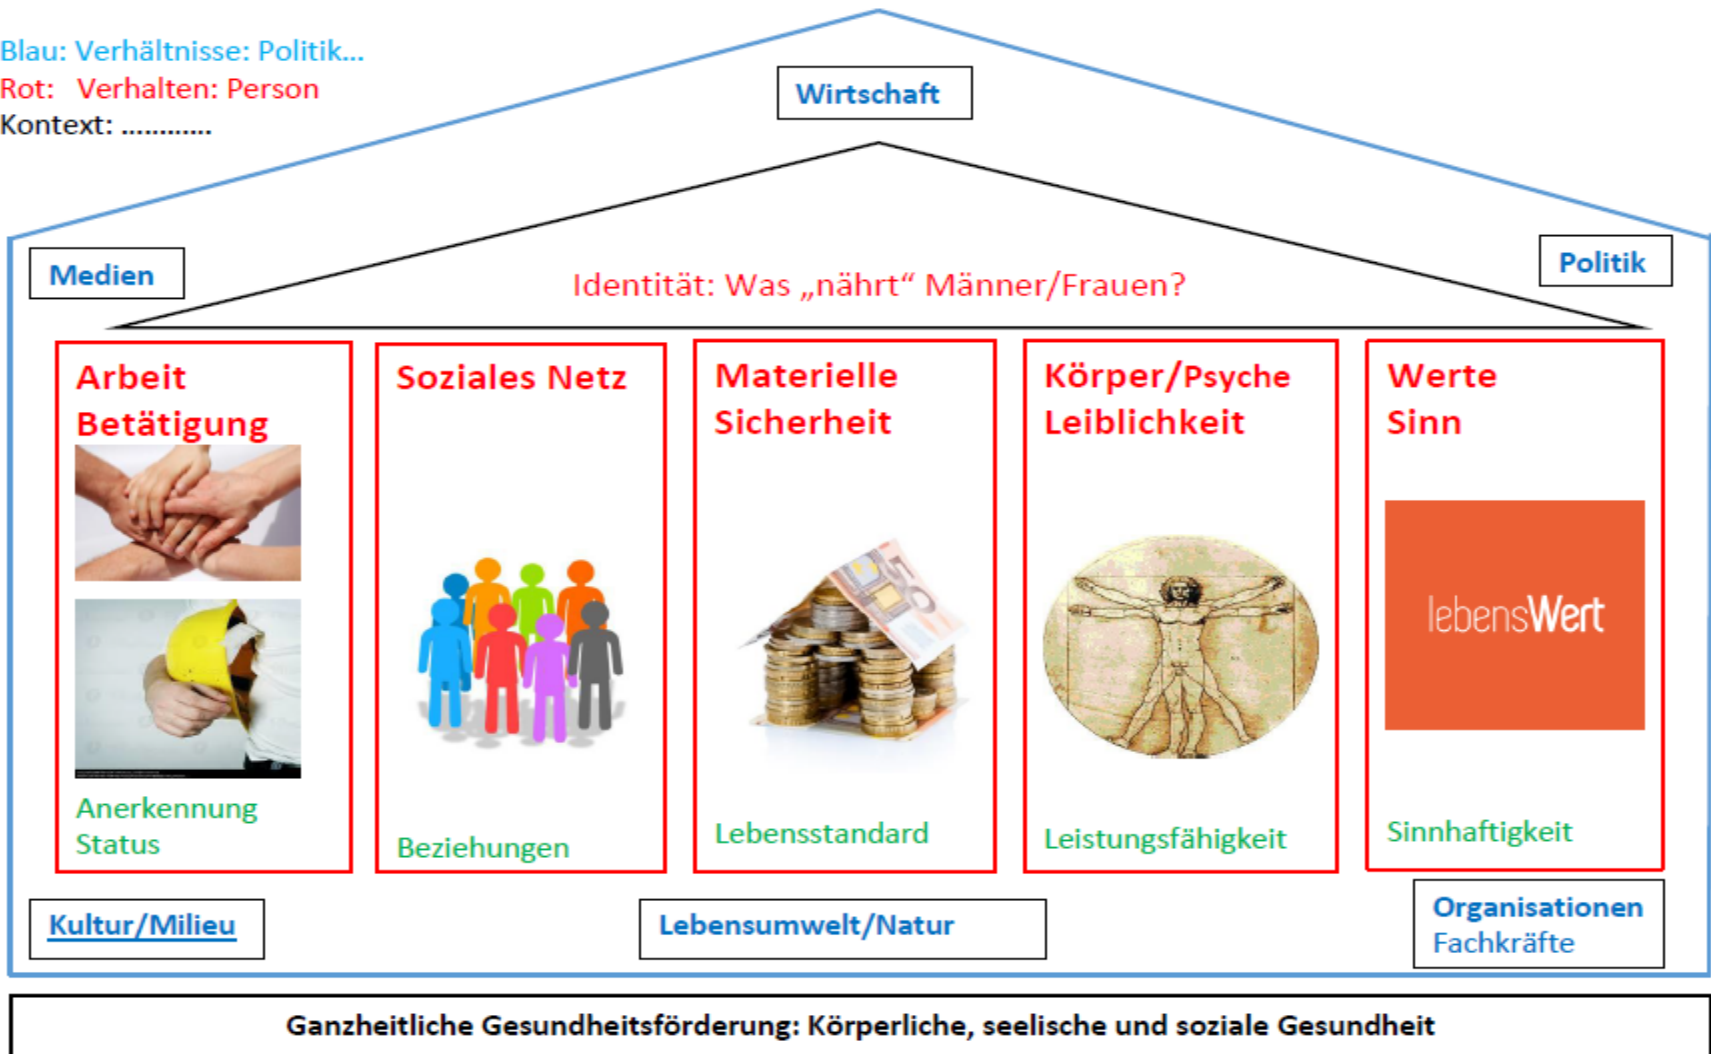 Blau: Verhältnisse: Politik...
Rot: Verhalten: Person
Kontext: ............
Wirtschaft
Medien
Politik
Identität: Was „nährt“ Männer/Frauen?
Arbeit
Betätigung
Anerkennung
Status
Soziales Netz
Beziehungen
Materielle
Sicherheit
Lebensstandard
Körper/Psyche
Leiblichkeit
Leistungsfähigkeit
Werte
Sinn
lebensWert
Sinnhaftigkeit
Kultur/Milieu
Lebensumwelt/Natur
Organisationen
Fachkräfte
Ganzheitliche Gesundheitsförderung: Körperliche, seelische und soziale Gesundheit